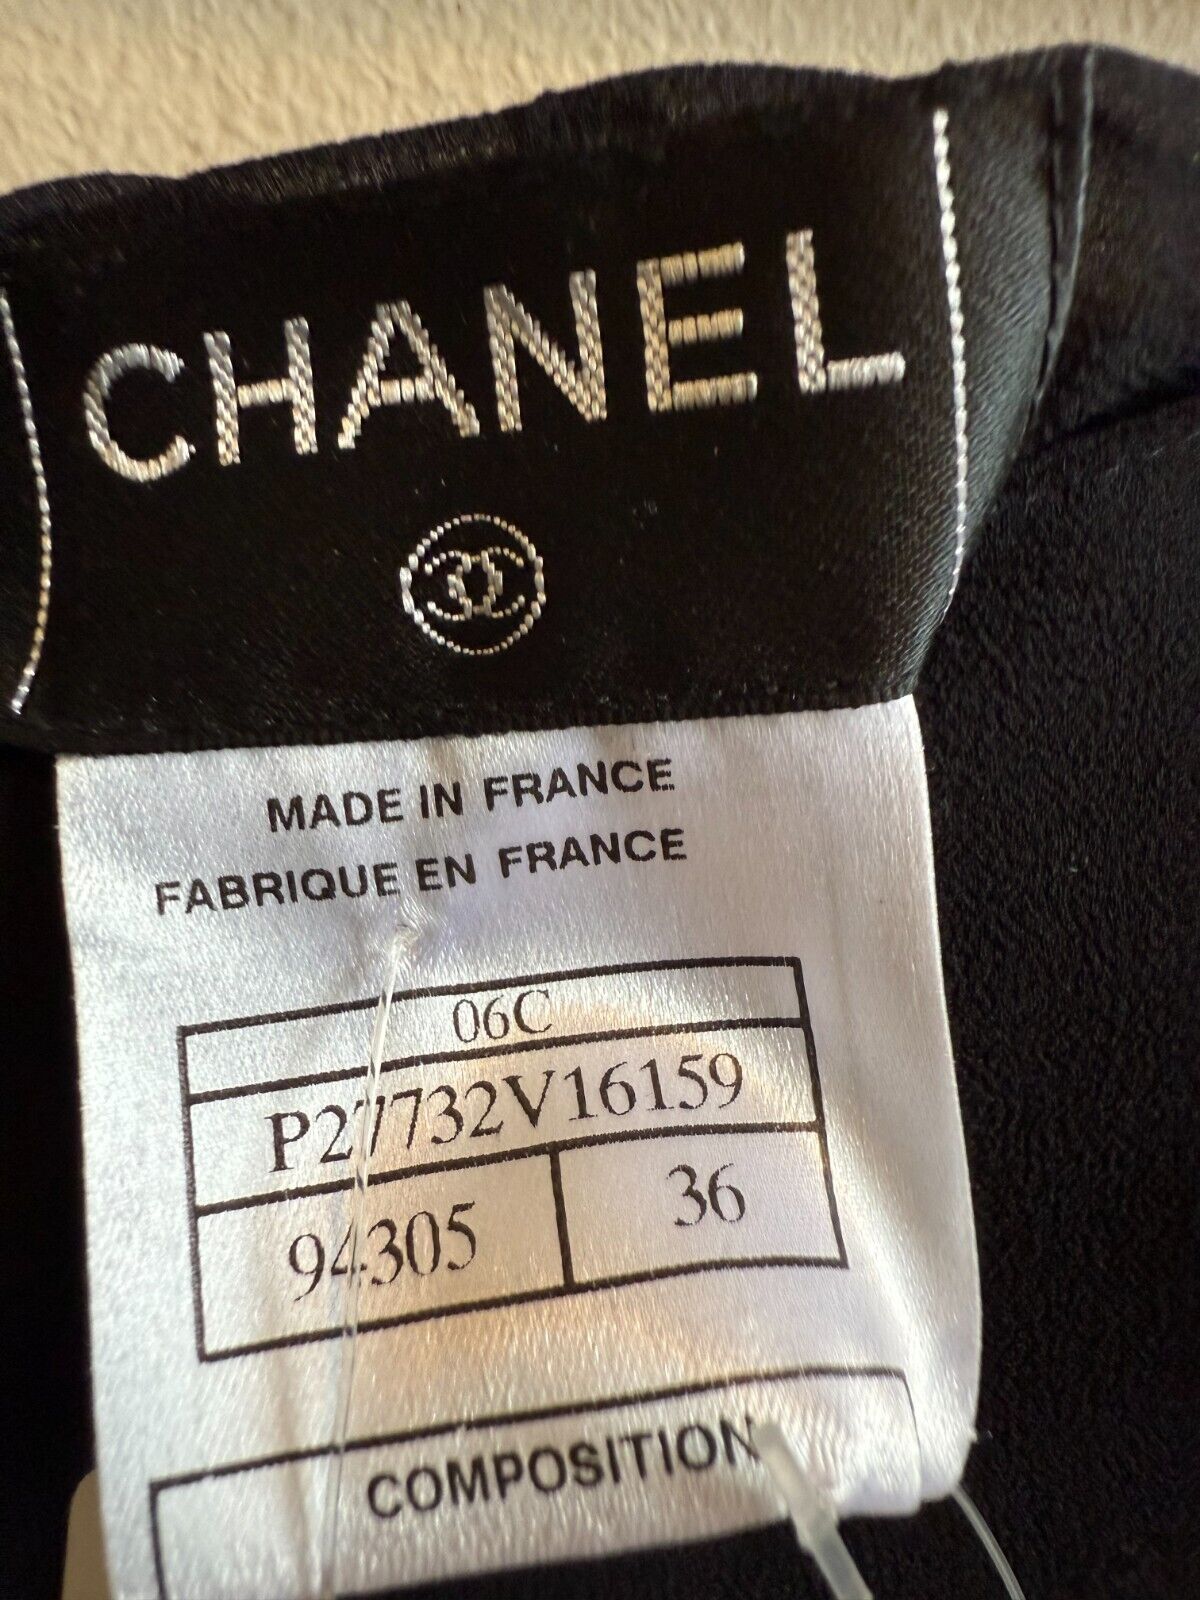 CHANEL
MADE IN FRANCE
FABRIQUE EN FRANCE
06C
P27732V16159
94305 36
COMPOSITION